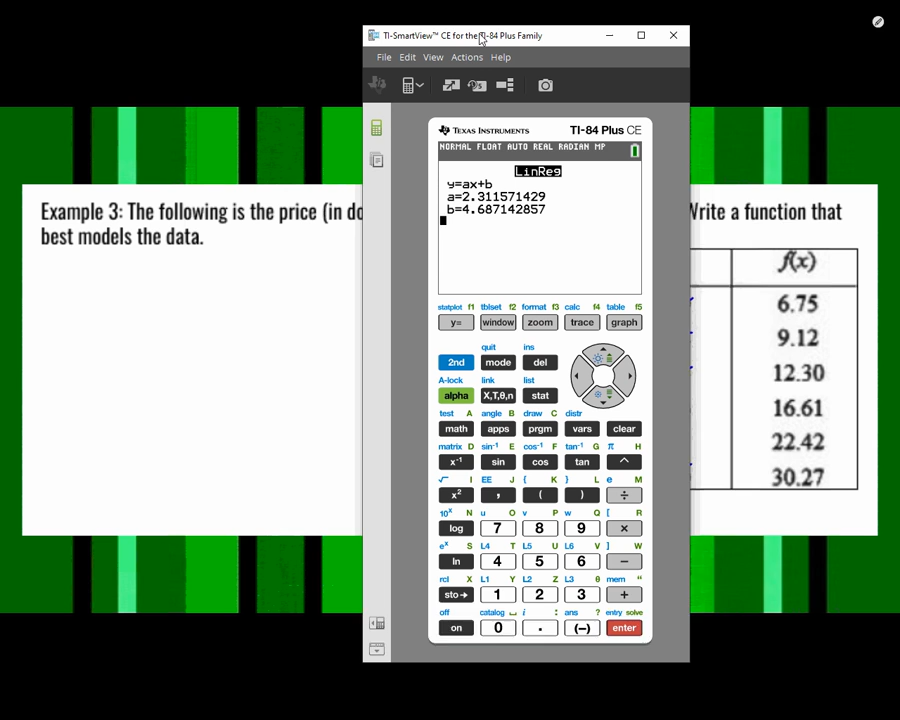 TI-SmartView™ CE for the TI-84 Plus Family
File Edit View Actions Help
TEXAS INSTRUMENTS TI-84 Plus CE
NORMAL FLOAT AUTO REAL RADIAN MP
LinReg
y=ax+b
a=2.311571429
b=4.687142857
Example 3: The following is the price (in do
Write a function that
best models the data.
f(x)
6.75
9.12
12.30
16.61
22.42
30.27
statplot f1 tblset f2 format f3 calc f4 table f5
y= window zoom trace graph
quit ins
2nd mode del
A-lock link list
alpha X,T,θ,n stat
test A angle B draw C distr
math apps prgm vars clear
matrix D sin⁻¹ E cos⁻¹ F tan⁻¹ G π H
x⁻¹ sin cos tan ^
√ I EE J { K } L e M
x² , ( ) ÷
10ˣ N u O v P w Q [ R
log 7 8 9 ×
eˣ S L4 T L5 U L6 V ] W
ln 4 5 6 −
rcl X L1 Y L2 Z L3 θ mem "
sto→ 1 2 3 +
off catalog ⎵ i : ans ? entry solve
on 0 . (−) enter